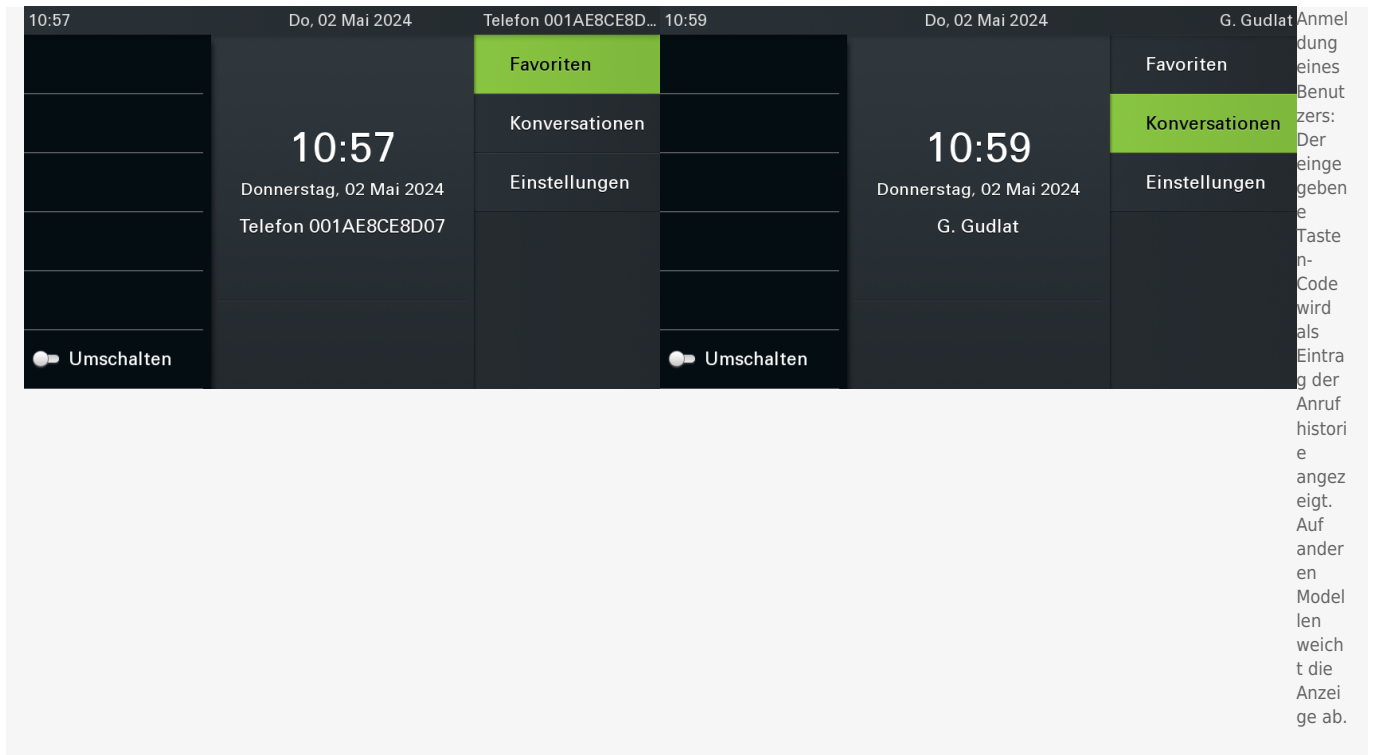 10:57 Do, 02 Mai 2024 Telefon 001AE8CE8D...
Favoriten
Konversationen
Einstellungen
10:57
Donnerstag, 02 Mai 2024
Telefon 001AE8CE8D07
Umschalten
10:59 Do, 02 Mai 2024 G. Gudlat
Favoriten
Konversationen
Einstellungen
10:59
Donnerstag, 02 Mai 2024
G. Gudlat
Umschalten
Anmel
dung
eines
Benut
zers:
Der
einge
geben
e
Taste
n-
Code
wird
als
Eintra
g der
Anruf
histori
e
angez
eigt.
Auf
ander
en
Model
len
weich
t die
Anzei
ge ab.